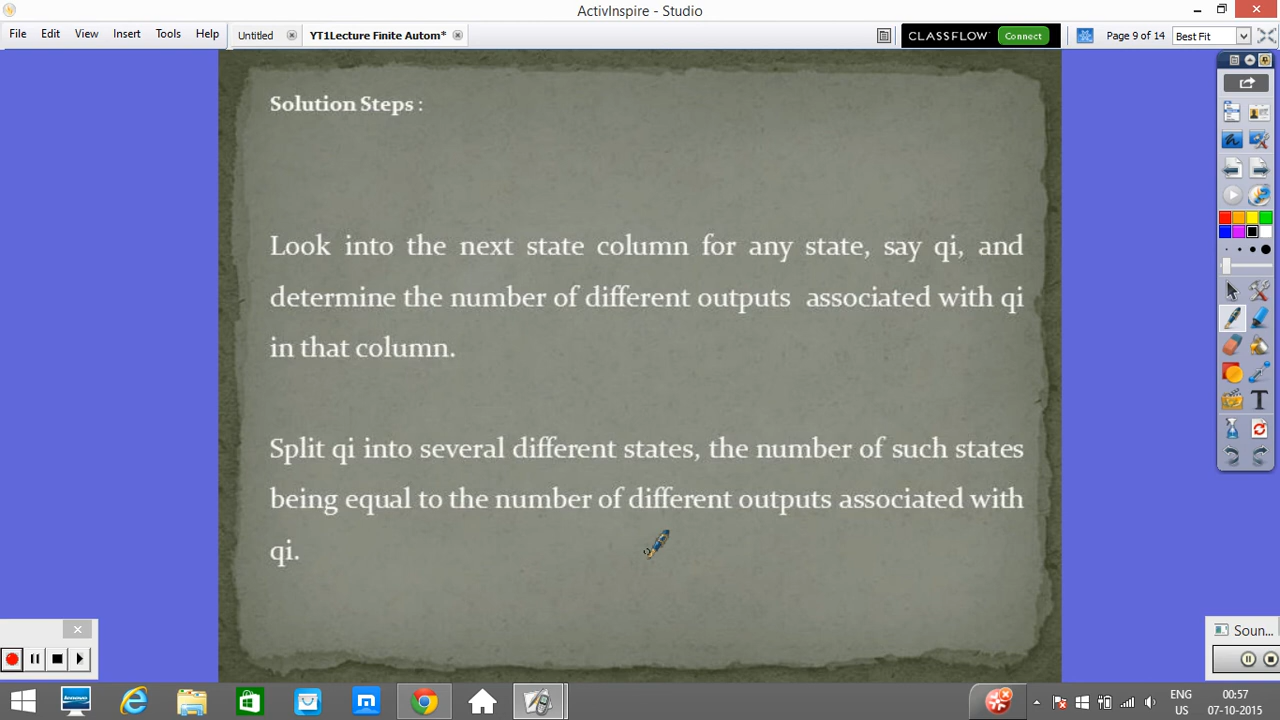 ActivInspire - Studio
File Edit View Insert Tools Help
Untitled YT1Lecture Finite Autom*
CLASSFLOW Connect
Page 9 of 14 Best Fit
Solution Steps :
Look into the next state column for any state, say qi, and
determine the number of different outputs associated with qi
in that column.
Split qi into several different states, the number of such states
being equal to the number of different outputs associated with
qi.
Soun...
ENG 00:57
US 07-10-2015